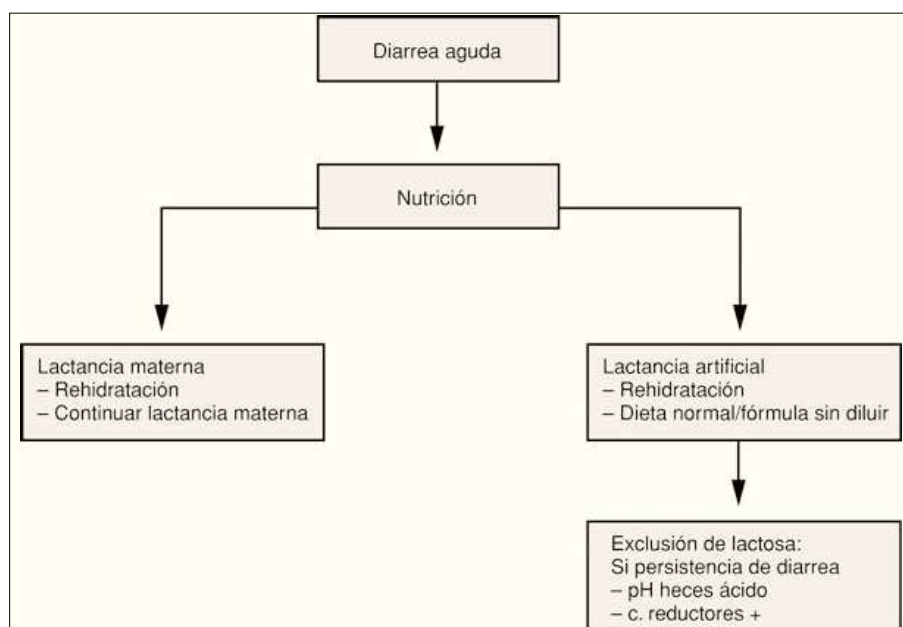 Diarrea aguda
Nutrición
Lactancia materna
– Rehidratación
– Continuar lactancia materna
Lactancia artificial
– Rehidratación
– Dieta normal/fórmula sin diluir
Exclusión de lactosa:
Si persistencia de diarrea
– pH heces ácido
– c. reductores +